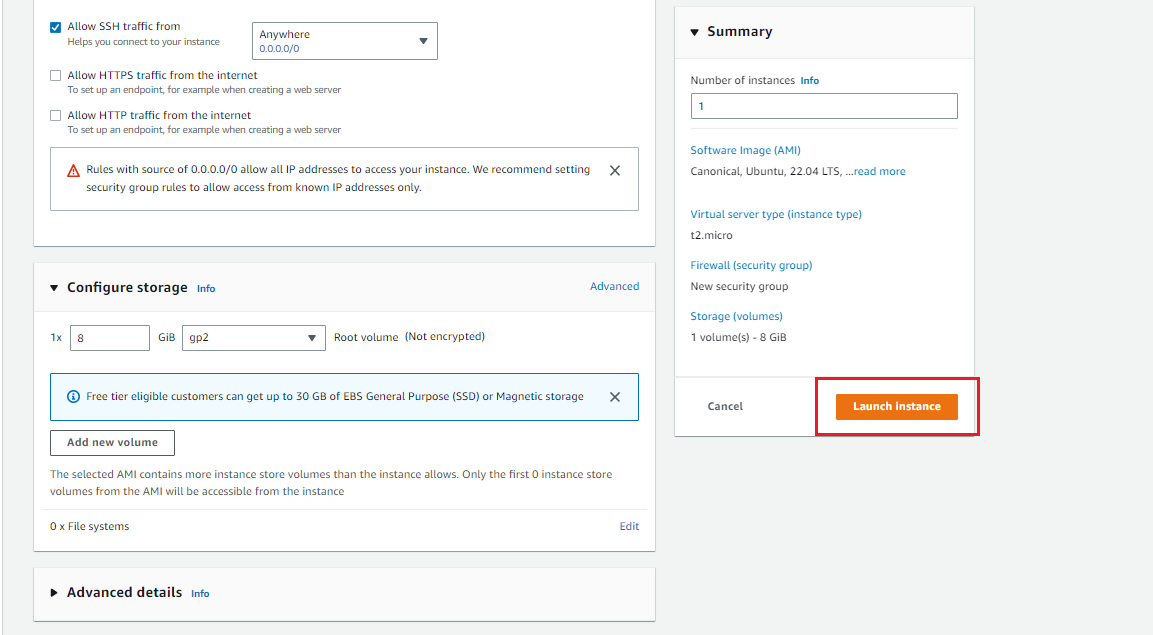 Allow SSH traffic from
Helps you connect to your instance
Anywhere
0.0.0.0/0
Allow HTTPS traffic from the internet
To set up an endpoint, for example when creating a web server
Allow HTTP traffic from the internet
To set up an endpoint, for example when creating a web server
Rules with source of 0.0.0.0/0 allow all IP addresses to access your instance. We recommend setting
security group rules to allow access from known IP addresses only.
Configure storage Info
Advanced
1x 8 GiB gp2 Root volume (Not encrypted)
Free tier eligible customers can get up to 30 GB of EBS General Purpose (SSD) or Magnetic storage
Add new volume
The selected AMI contains more instance store volumes than the instance allows. Only the first 0 instance store
volumes from the AMI will be accessible from the instance
0 x File systems
Edit
Advanced details Info
Summary
Number of instances Info
1
Software Image (AMI)
Canonical, Ubuntu, 22.04 LTS, ...read more
Virtual server type (instance type)
t2.micro
Firewall (security group)
New security group
Storage (volumes)
1 volume(s) - 8 GiB
Cancel
Launch instance